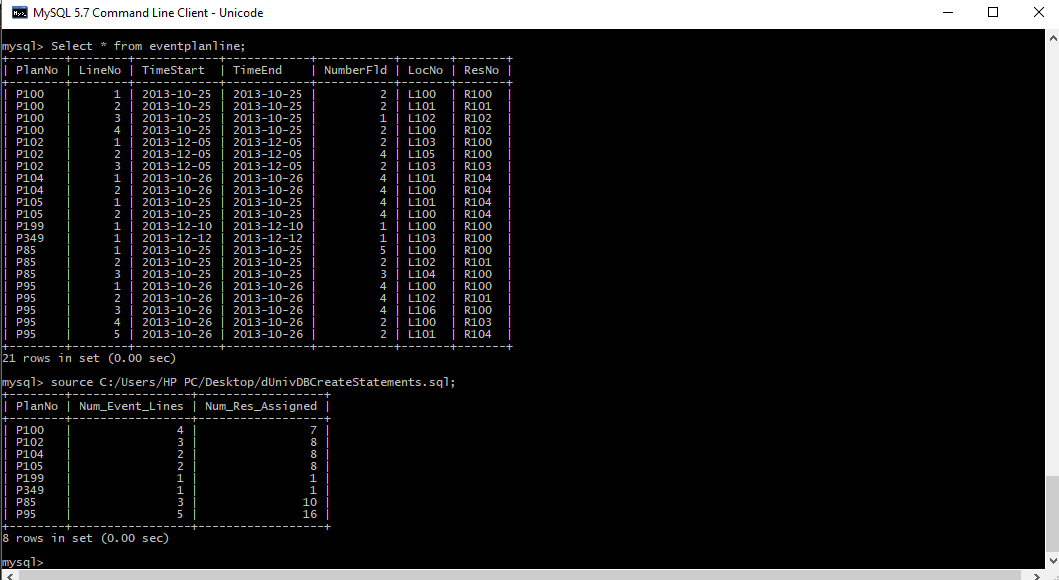 MySQL 5.7 Command Line Client - Unicode
mysql> Select * from eventplanline;
+--------+--------+------------+------------+-----------+-------+-------+
| PlanNo | LineNo | TimeStart  | TimeEnd    | NumberFld | LocNo | ResNo |
+--------+--------+------------+------------+-----------+-------+-------+
| P100   |      1 | 2013-10-25 | 2013-10-25 |         2 | L100  | R100  |
| P100   |      2 | 2013-10-25 | 2013-10-25 |         2 | L101  | R101  |
| P100   |      3 | 2013-10-25 | 2013-10-25 |         1 | L102  | R102  |
| P100   |      4 | 2013-10-25 | 2013-10-25 |         2 | L100  | R102  |
| P102   |      1 | 2013-12-05 | 2013-12-05 |         2 | L103  | R100  |
| P102   |      2 | 2013-12-05 | 2013-12-05 |         4 | L105  | R100  |
| P102   |      3 | 2013-12-05 | 2013-12-05 |         2 | L103  | R103  |
| P104   |      1 | 2013-10-26 | 2013-10-26 |         4 | L101  | R104  |
| P104   |      2 | 2013-10-26 | 2013-10-26 |         4 | L100  | R104  |
| P105   |      1 | 2013-10-25 | 2013-10-25 |         4 | L101  | R104  |
| P105   |      2 | 2013-10-25 | 2013-10-25 |         4 | L100  | R104  |
| P199   |      1 | 2013-12-10 | 2013-12-10 |         1 | L100  | R100  |
| P349   |      1 | 2013-12-12 | 2013-12-12 |         1 | L103  | R100  |
| P85    |      1 | 2013-10-25 | 2013-10-25 |         5 | L100  | R100  |
| P85    |      2 | 2013-10-25 | 2013-10-25 |         2 | L102  | R101  |
| P85    |      3 | 2013-10-25 | 2013-10-25 |         3 | L104  | R100  |
| P95    |      1 | 2013-10-26 | 2013-10-26 |         4 | L100  | R100  |
| P95    |      2 | 2013-10-26 | 2013-10-26 |         4 | L102  | R101  |
| P95    |      3 | 2013-10-26 | 2013-10-26 |         4 | L106  | R100  |
| P95    |      4 | 2013-10-26 | 2013-10-26 |         2 | L100  | R103  |
| P95    |      5 | 2013-10-26 | 2013-10-26 |         2 | L101  | R104  |
+--------+--------+------------+------------+-----------+-------+-------+
21 rows in set (0.00 sec)
mysql> source C:/Users/HP PC/Desktop/dUnivDBCreateStatements.sql;
+--------+-----------------+------------------+
| PlanNo | Num_Event_Lines | Num_Res_Assigned |
+--------+-----------------+------------------+
| P100   |               4 |                7 |
| P102   |               3 |                8 |
| P104   |               2 |                8 |
| P105   |               2 |                8 |
| P199   |               1 |                1 |
| P349   |               1 |                1 |
| P85    |               3 |               10 |
| P95    |               5 |               16 |
+--------+-----------------+------------------+
8 rows in set (0.00 sec)
mysql>